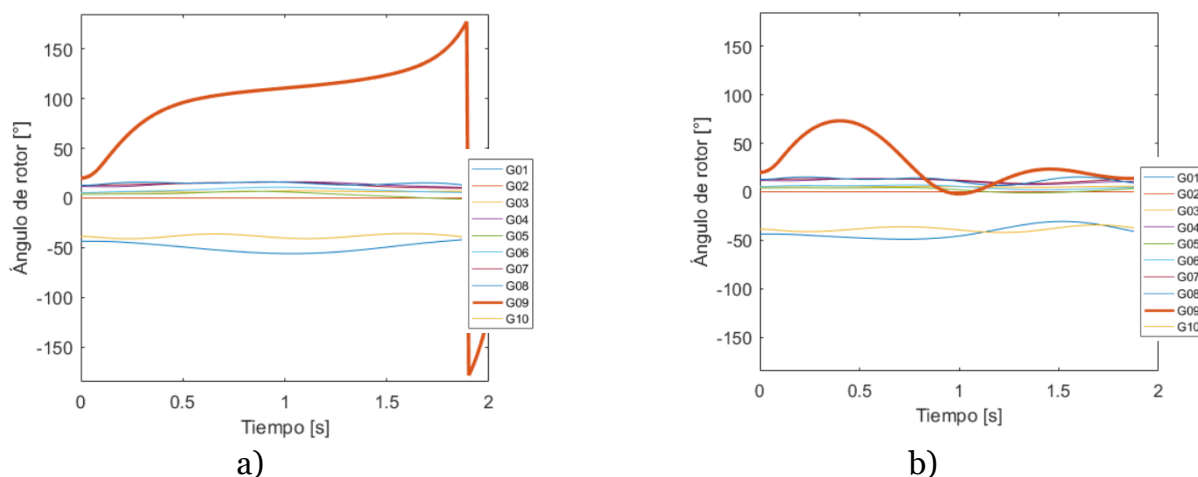 150
100
50
0
-50
-100
-150
Ángulo de rotor [°]
0
0.5
1
1.5
2
Tiempo [s]
G01
G02
G03
G04
G05
G06
G07
G08
G09
G10
a)
150
100
50
0
-50
-100
-150
Ángulo de rotor [°]
0
0.5
1
1.5
2
Tiempo [s]
G01
G02
G03
G04
G05
G06
G07
G08
G09
G10
b)